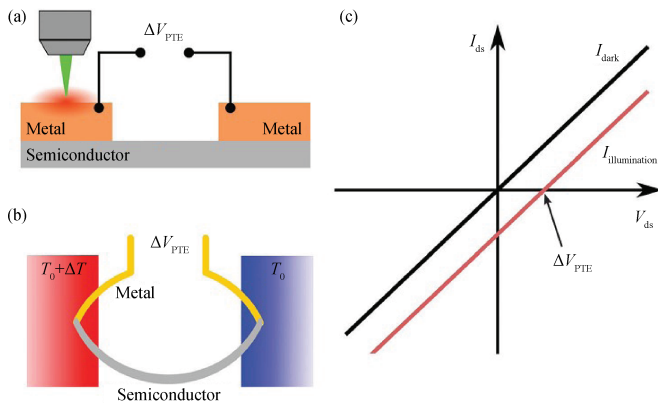 (a)
ΔV_PTE
Metal
Metal
Semiconductor
(b)
ΔV_PTE
T_0+ΔT
T_0
Metal
Semiconductor
(c)
I_ds
I_dark
I_illumination
V_ds
ΔV_PTE